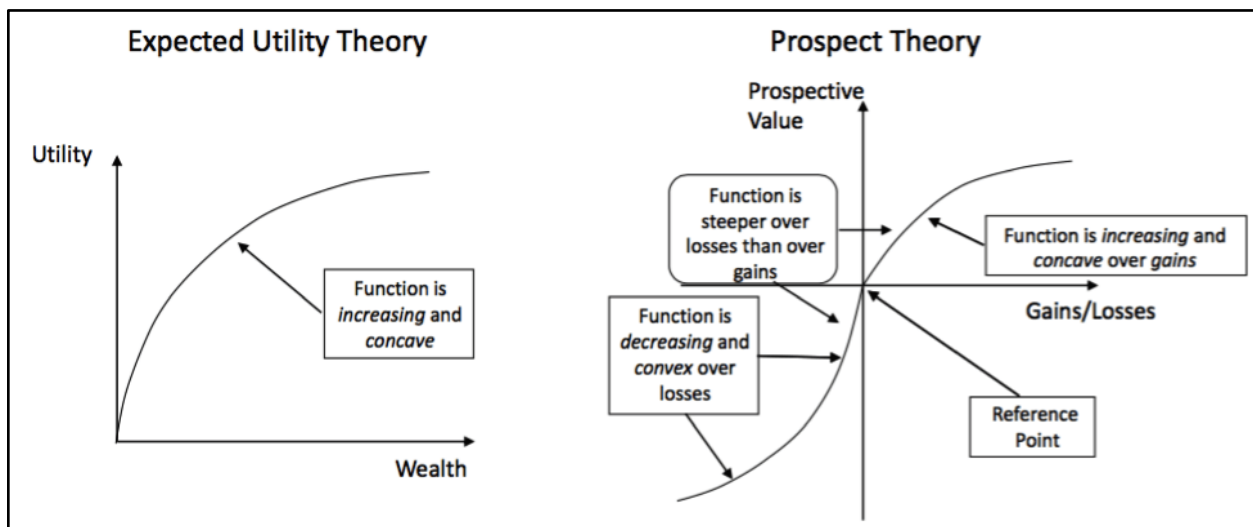 Expected Utility Theory
Utility
Function is
increasing and
concave
Wealth
Prospect Theory
Prospective
Value
Function is
steeper over
losses than over
gains
Function is increasing and
concave over gains
Gains/Losses
Function is
decreasing and
convex over
losses
Reference
Point